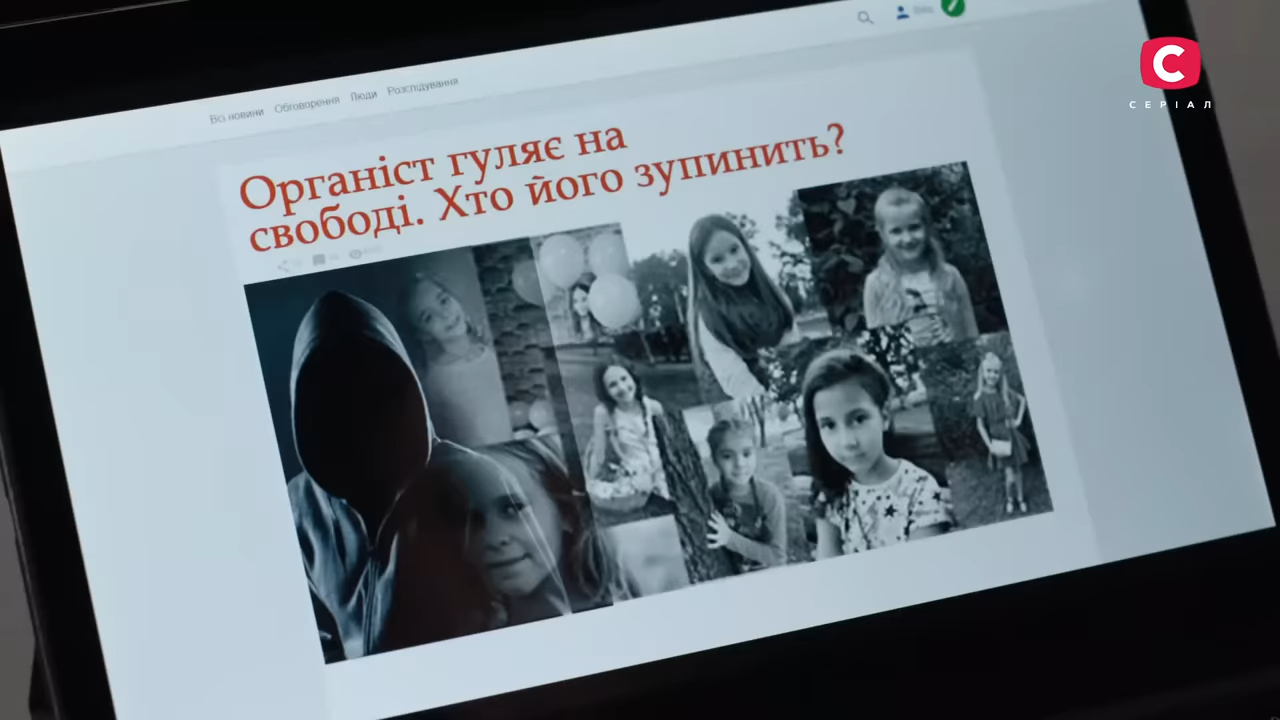 Всі новини Обговорення Люди Розслідування
Органіст гуляє на
свободі. Хто його зупинить?
С
СЕРІАЛ